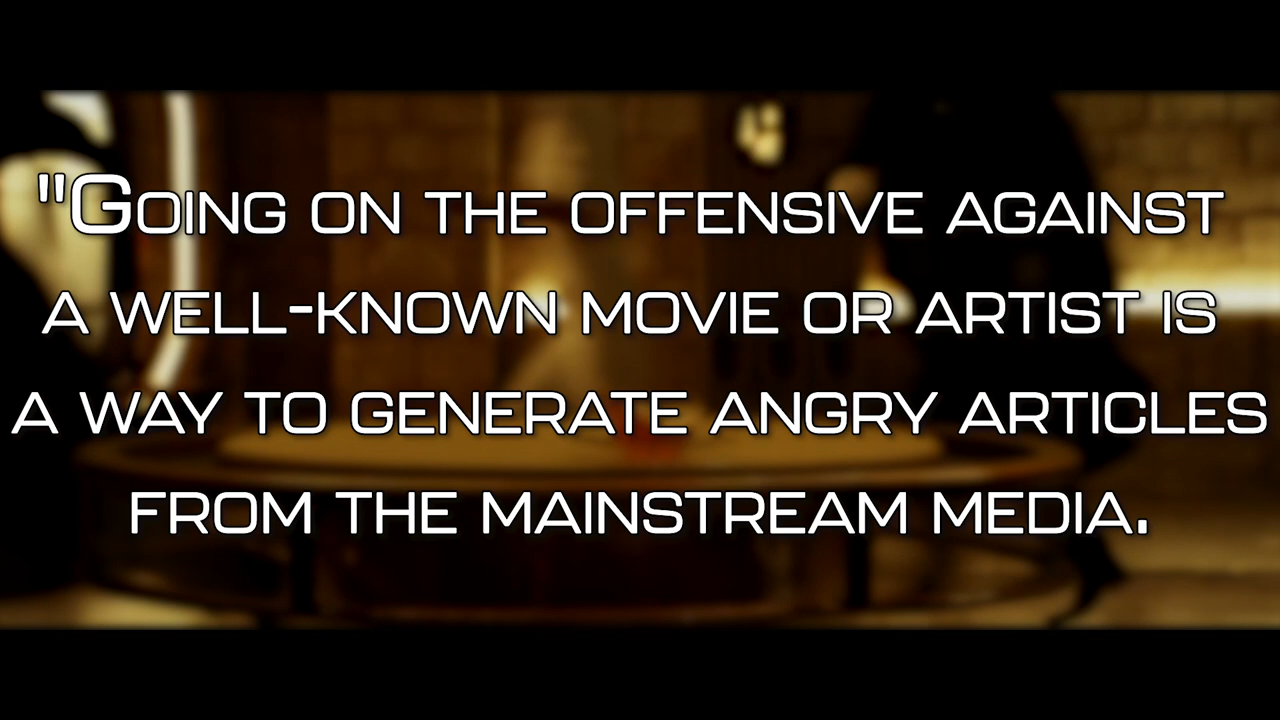 "Going on the offensive against
a well-known movie or artist is
a way to generate angry articles
from the mainstream media.